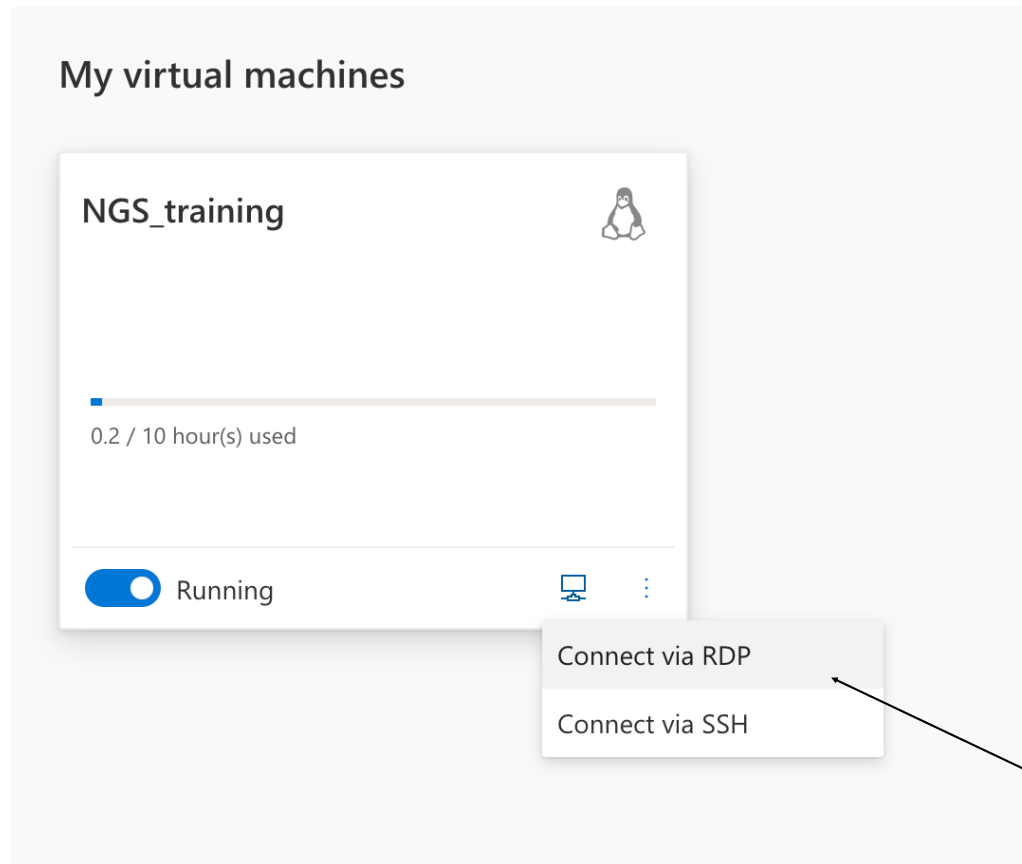 My virtual machines
NGS_training
0.2 / 10 hour(s) used
Running
Connect via RDP
Connect via SSH